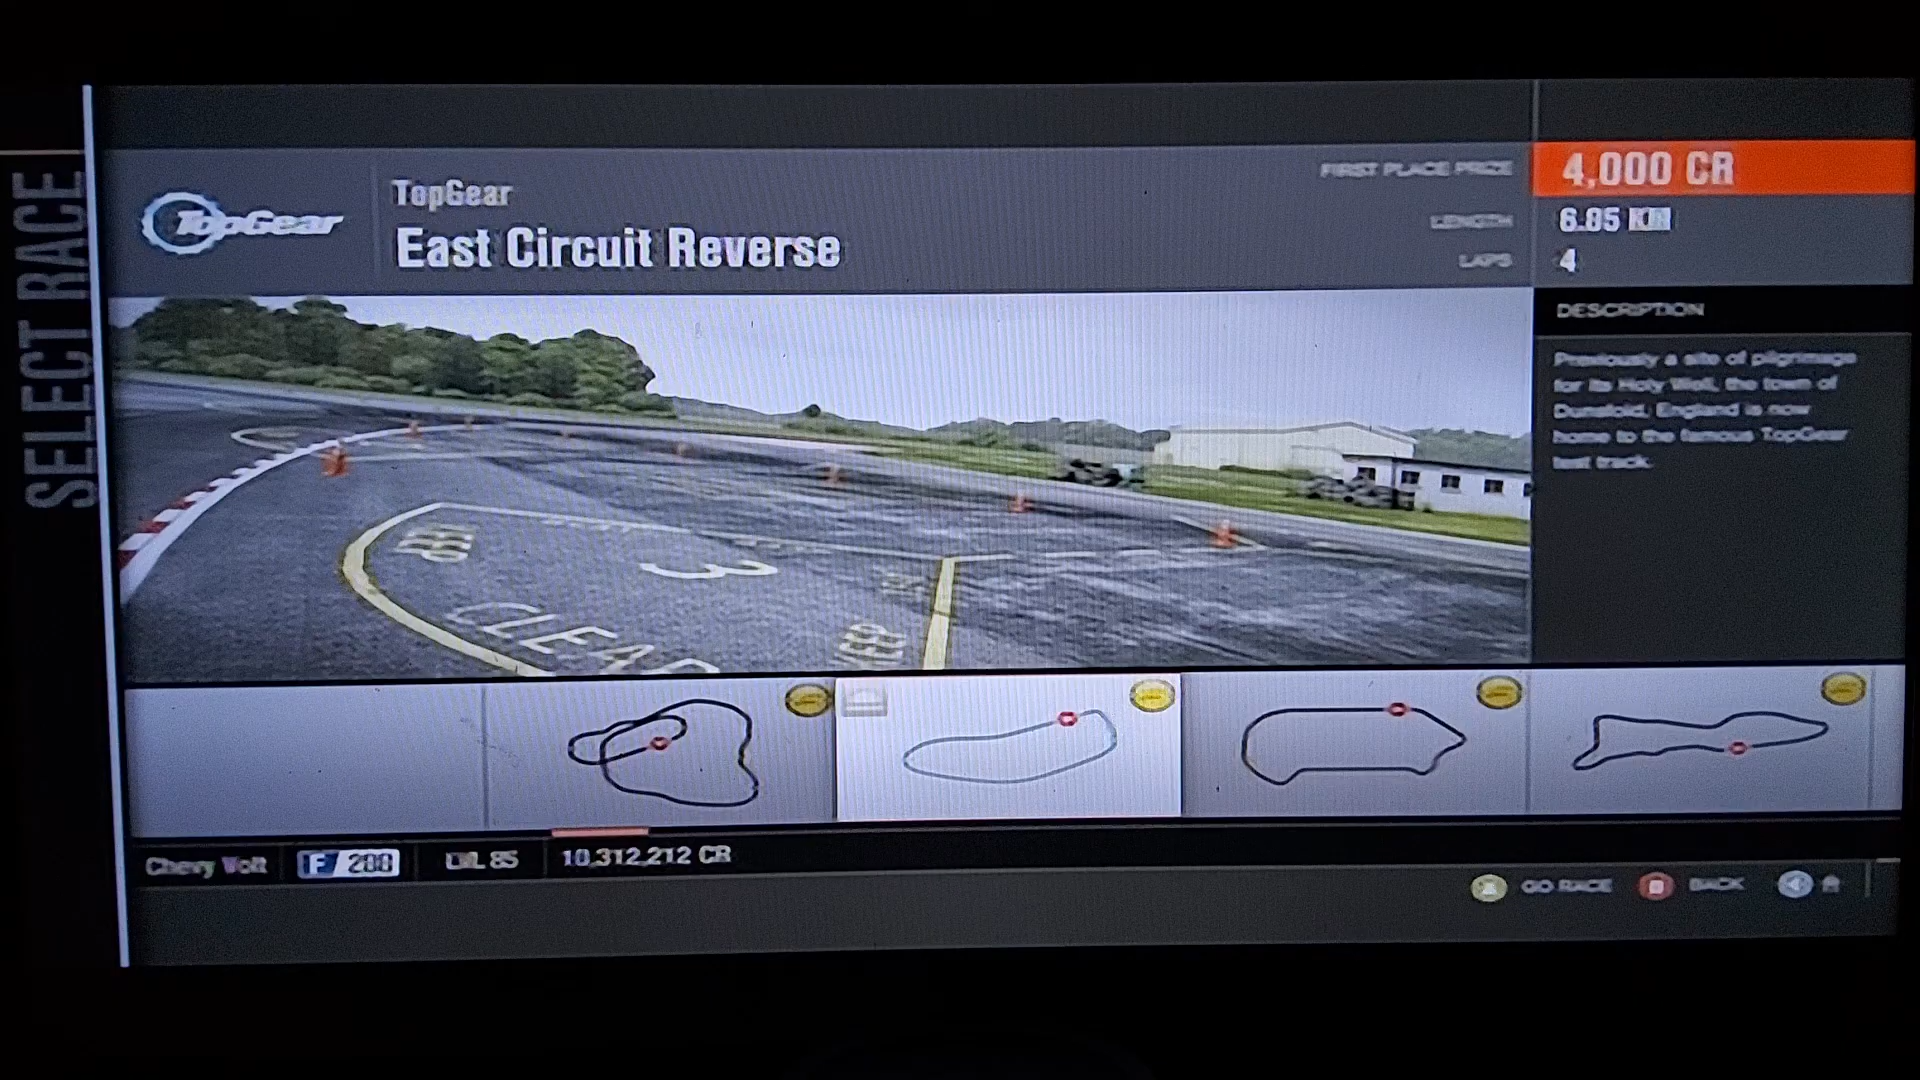 SELECT RACE
TopGear
TopGear
East Circuit Reverse
FIRST PLACE PRIZE
4,000 CR
LENGTH
6.85 KM
LAPS
4
DESCRIPTION
Previously a site of pilgrimage
for its Holy Well, the town of
Dunsfold, England is now
home to the famous TopGear
test track.
3
CLEAR
Chevy Volt
F 200
LVL 85
10,312,212 CR
GO RACE
BACK